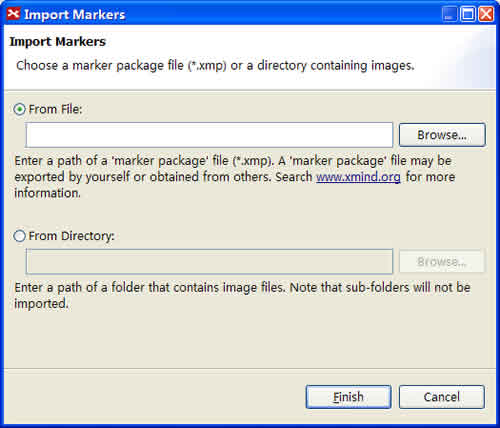 Import Markers
Import Markers
Choose a marker package file (*.xmp) or a directory containing images.
From File:
Browse...
Enter a path of a 'marker package' file (*.xmp). A 'marker package' file may be
exported by yourself or obtained from others. Search www.xmind.org for more
information.
From Directory:
Browse...
Enter a path of a folder that contains image files. Note that sub-folders will not be
imported.
Finish Cancel